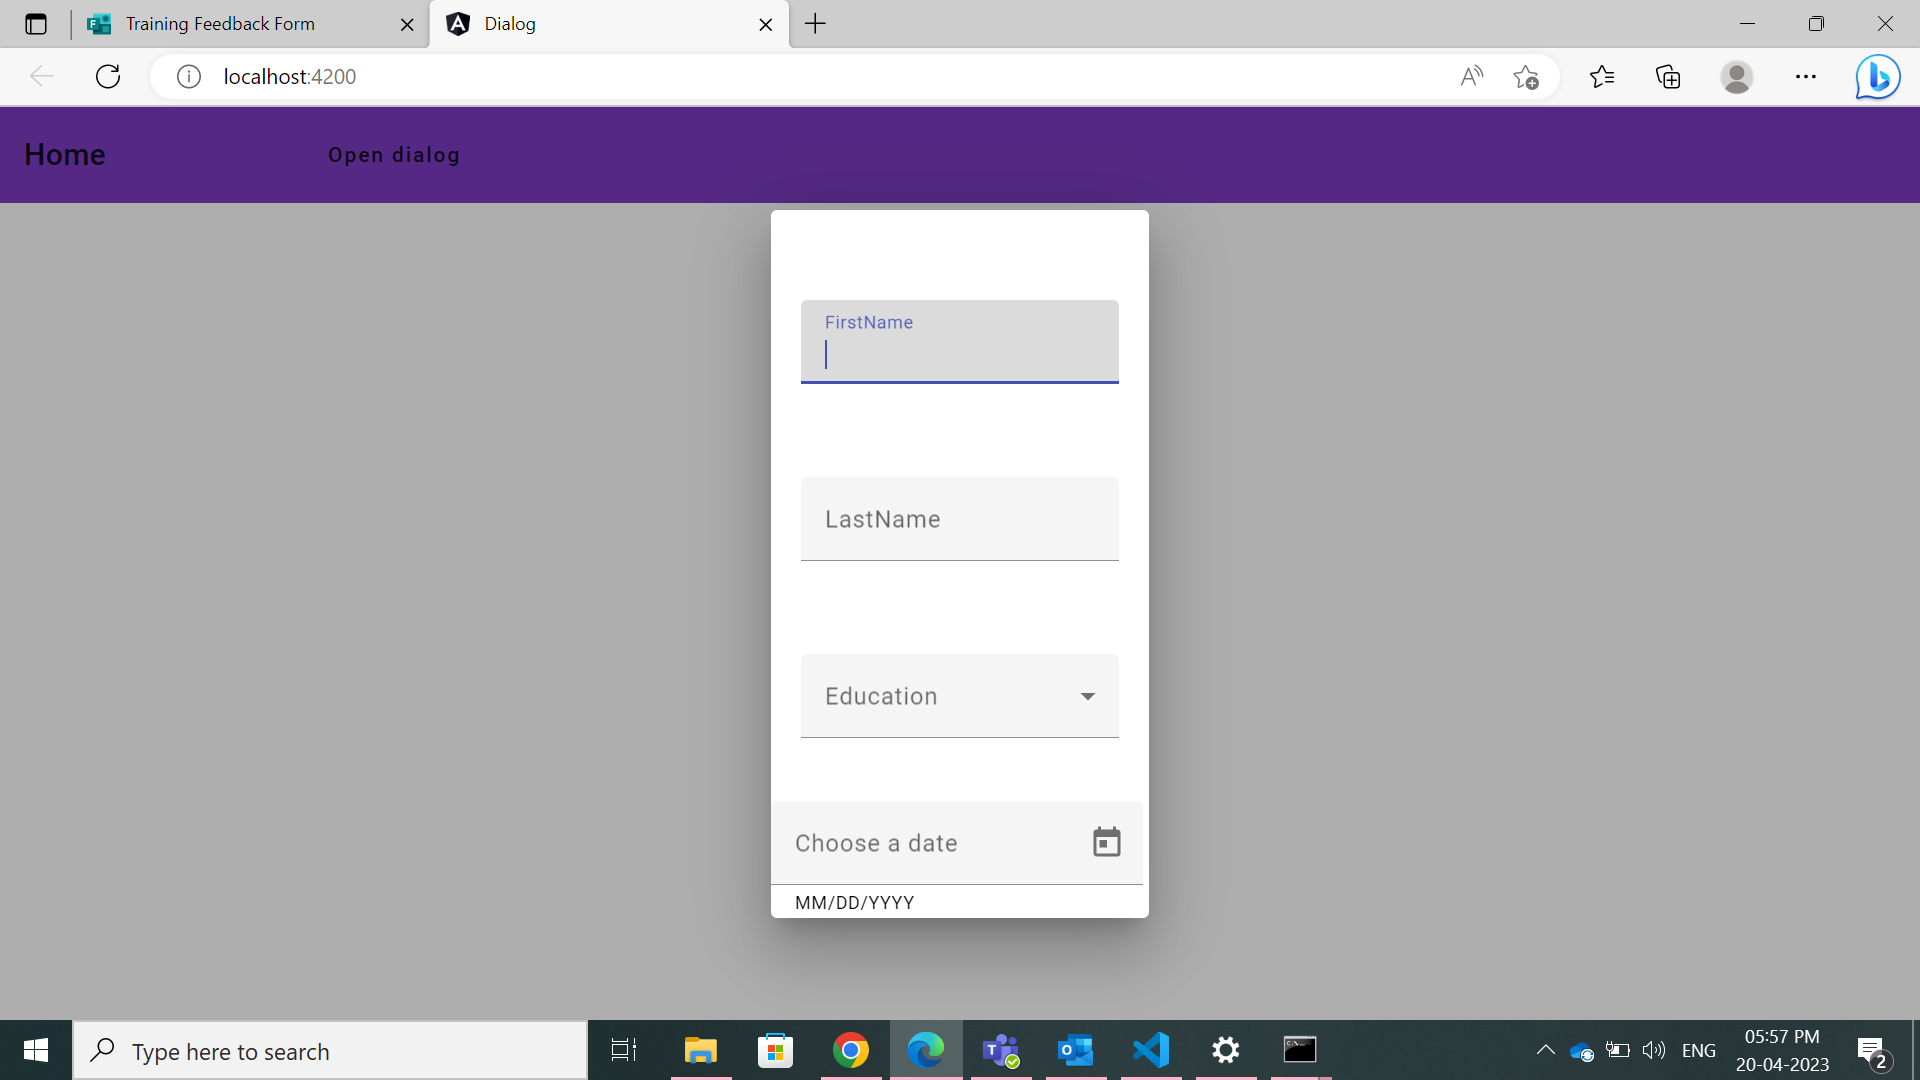 Training Feedback Form
Dialog
localhost:4200
Home
Open dialog
FirstName
LastName
Education
Choose a date
MM/DD/YYYY
Type here to search
ENG
05:57 PM
20-04-2023
2